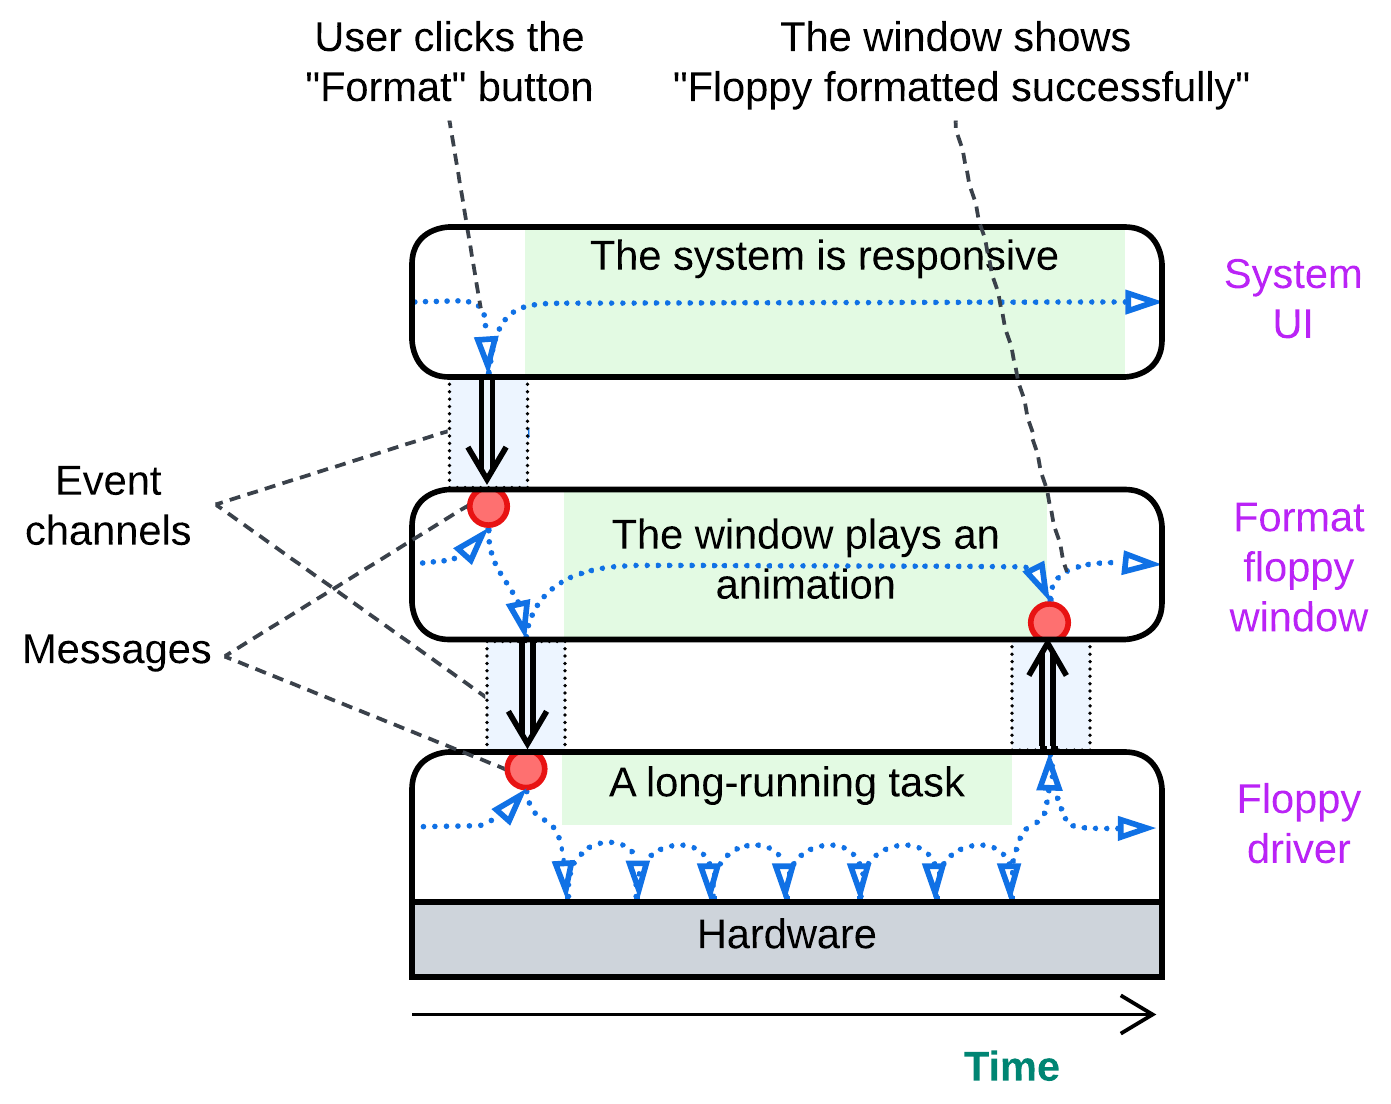 User clicks the
"Format" button
The window shows
"Floppy formatted successfully"
The system is responsive
System
UI
Event
channels
The window plays an
animation
Format
floppy
window
Messages
A long-running task
Floppy
driver
Hardware
Time